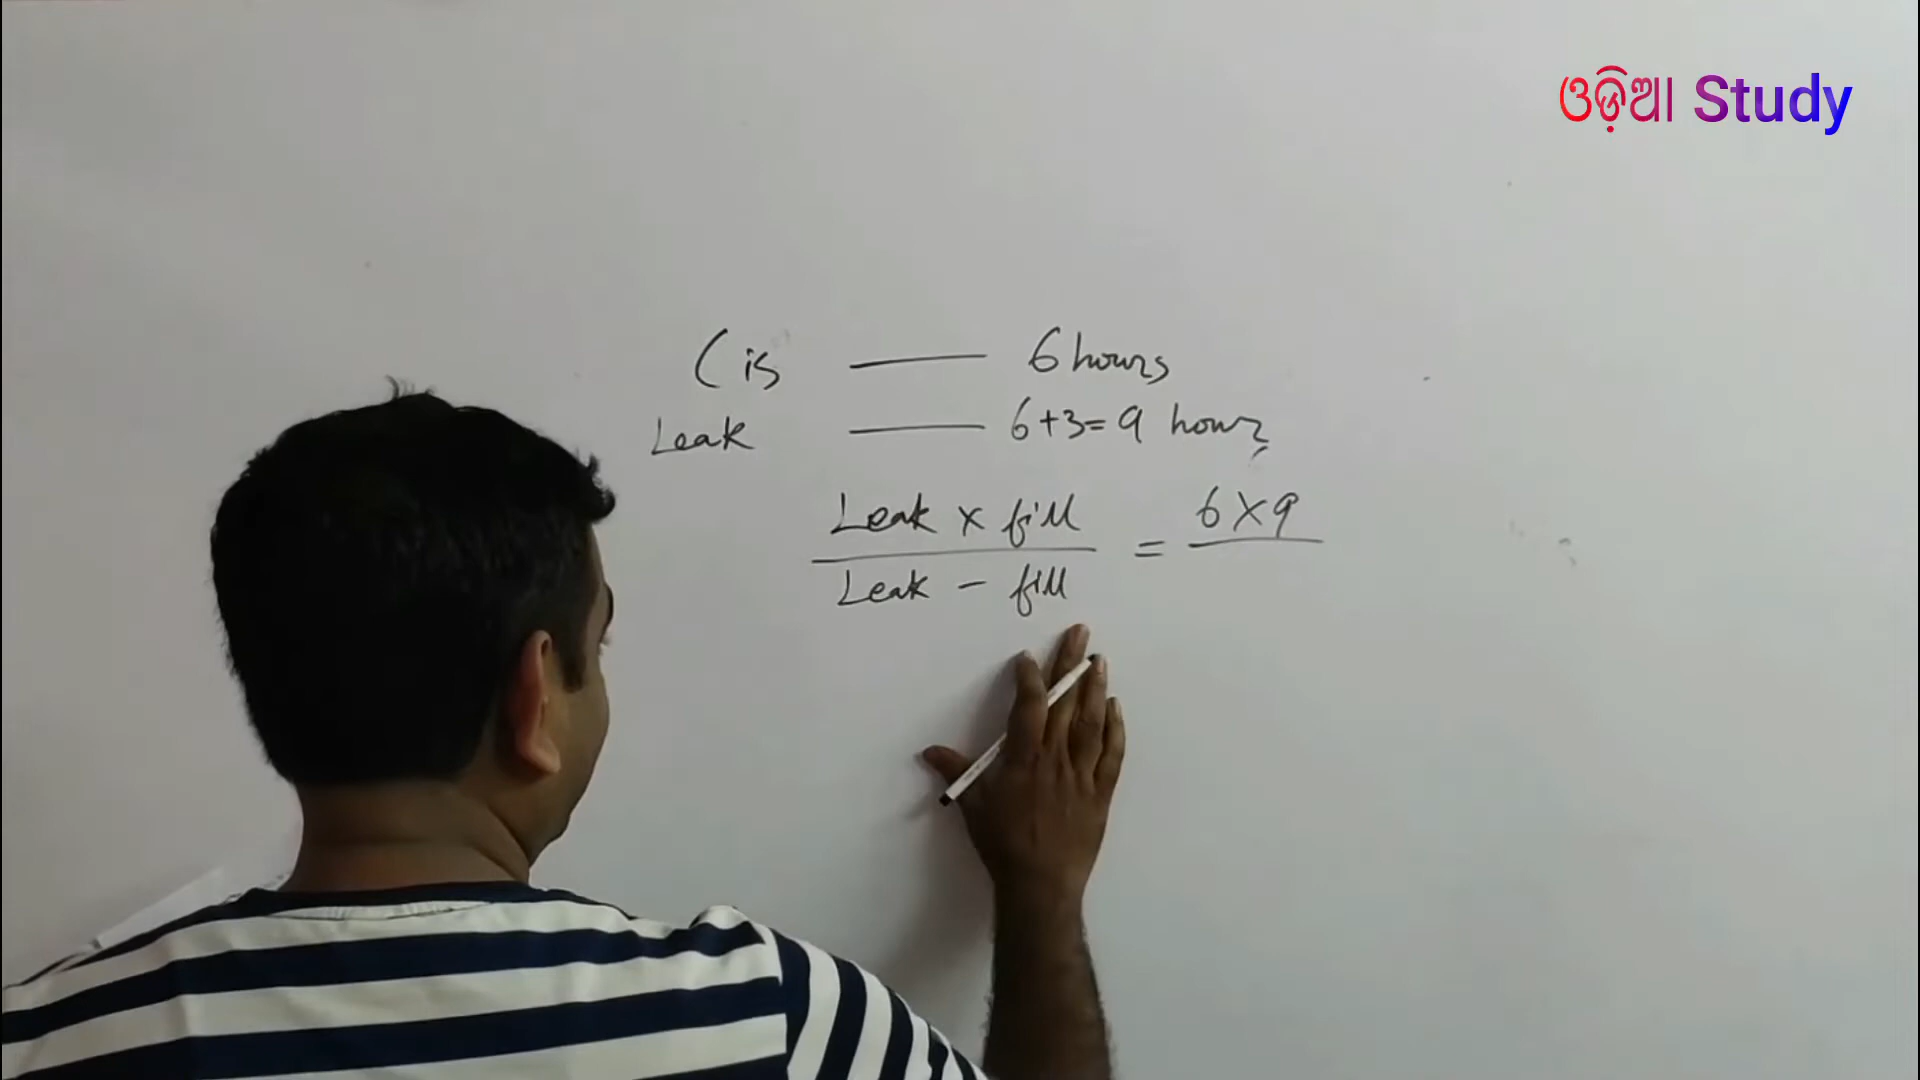 ଓଡ଼ିଆ Study
Cis — 6 hours
Leak — 6+3=9 hours
Leak × fill / Leak - fill = 6×9